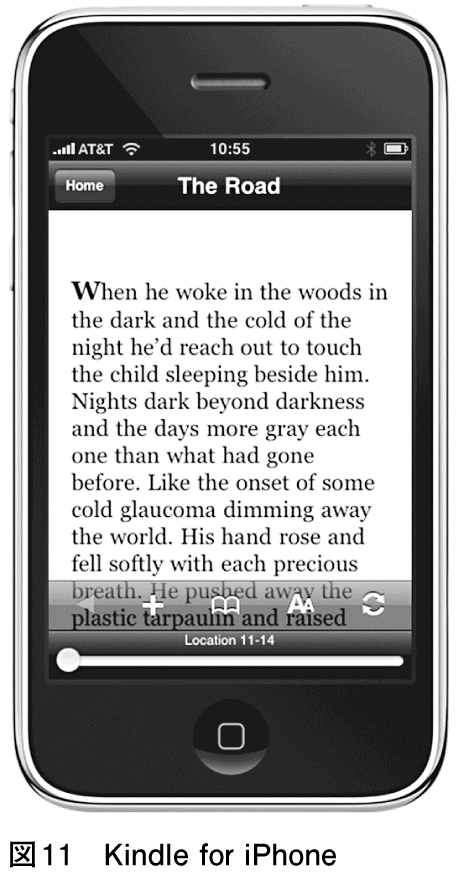 AT&T 10:55
Home The Road
When he woke in the woods in
the dark and the cold of the
night he’d reach out to touch
the child sleeping beside him.
Nights dark beyond darkness
and the days more gray each
one than what had gone
before. Like the onset of some
cold glaucoma dimming away
the world. His hand rose and
fell softly with each precious
breath. He pushed away the
plastic tarpaulin and raised
AA
Location 11-14
図11 Kindle for iPhone